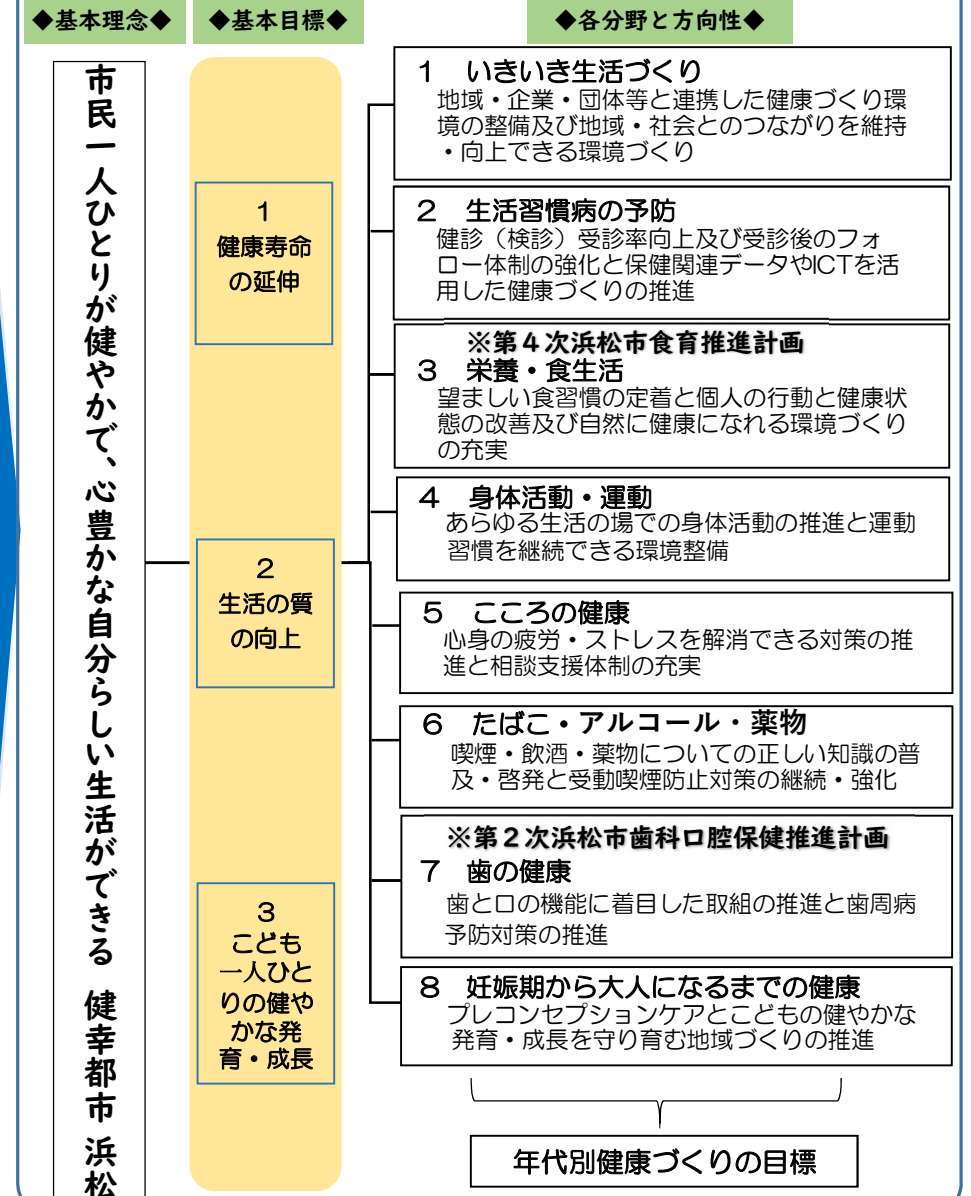 ◆基本理念◆
◆基本目標◆
◆各分野と方向性◆
市民一人ひとりが健やかで、心豊かな自分らしい生活ができる 健幸都市 浜松
1
健康寿命
の延伸
2
生活の質
の向上
3
こども
一人ひと
りの健や
かな発
育・成長
1 いきいき生活づくり
地域・企業・団体等と連携した健康づくり環
境の整備及び地域・社会とのつながりを維持
・向上できる環境づくり
2 生活習慣病の予防
健診（検診）受診率向上及び受診後のフォ
ロー体制の強化と保健関連データやICTを活
用した健康づくりの推進
※第４次浜松市食育推進計画
3 栄養・食生活
望ましい食習慣の定着と個人の行動と健康状
態の改善及び自然に健康になれる環境づくり
の充実
4 身体活動・運動
あらゆる生活の場での身体活動の推進と運動
習慣を継続できる環境整備
5 こころの健康
心身の疲労・ストレスを解消できる対策の推
進と相談支援体制の充実
6 たばこ・アルコール・薬物
喫煙・飲酒・薬物についての正しい知識の普
及・啓発と受動喫煙防止対策の継続・強化
※第２次浜松市歯科口腔保健推進計画
7 歯の健康
歯と口の機能に着目した取組の推進と歯周病
予防対策の推進
8 妊娠期から大人になるまでの健康
プレコンセプションケアとこどもの健やかな
発育・成長を守り育む地域づくりの推進
年代別健康づくりの目標